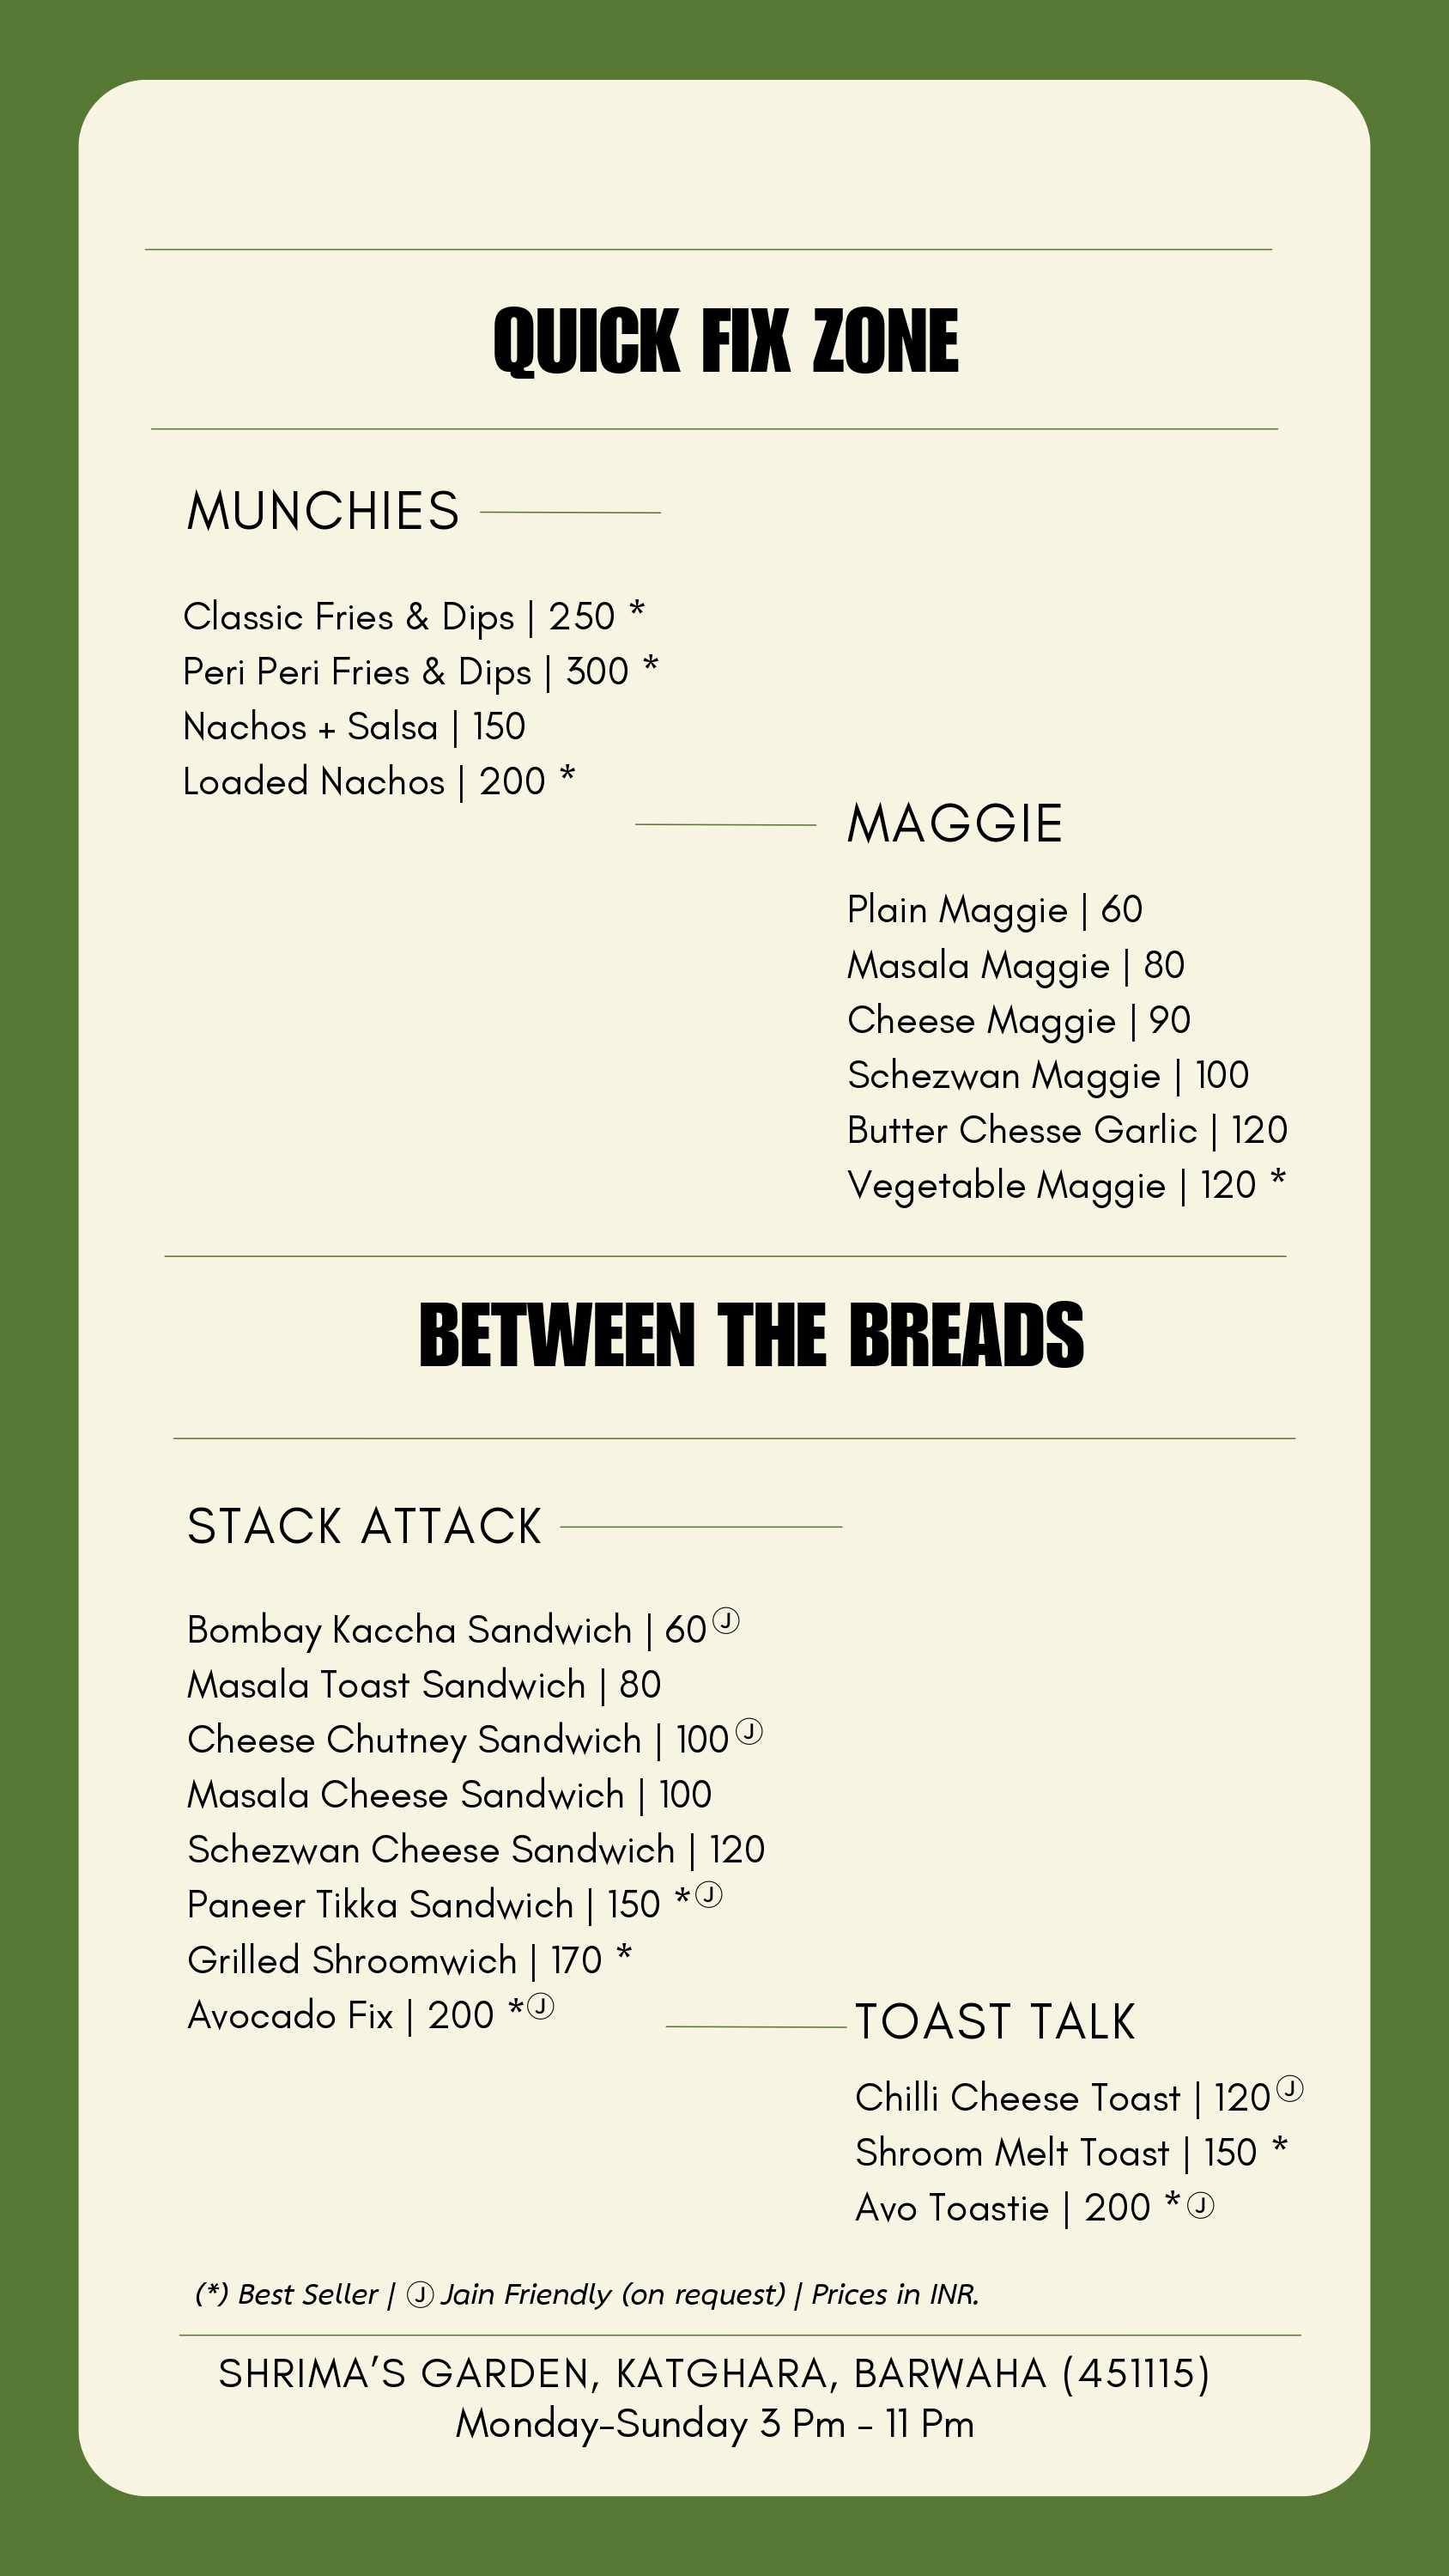 QUICK FIX ZONE
MUNCHIES
Classic Fries & Dips | 250 *
Peri Peri Fries & Dips | 300 *
Nachos + Salsa | 150
Loaded Nachos | 200 *
MAGGIE
Plain Maggie | 60
Masala Maggie | 80
Cheese Maggie | 90
Schezwan Maggie | 100
Butter Chesse Garlic | 120
Vegetable Maggie | 120 *
BETWEEN THE BREADS
STACK ATTACK
Bombay Kaccha Sandwich | 60 Ⓙ
Masala Toast Sandwich | 80
Cheese Chutney Sandwich | 100 Ⓙ
Masala Cheese Sandwich | 100
Schezwan Cheese Sandwich | 120
Paneer Tikka Sandwich | 150 *Ⓙ
Grilled Shroomwich | 170 *
Avocado Fix | 200 *Ⓙ
TOAST TALK
Chilli Cheese Toast | 120 Ⓙ
Shroom Melt Toast | 150 *
Avo Toastie | 200 *Ⓙ
(*) Best Seller | Ⓙ Jain Friendly (on request) | Prices in INR.
SHRIMA’S GARDEN, KATGHARA, BARWAHA (451115)
Monday-Sunday 3 Pm - 11 Pm